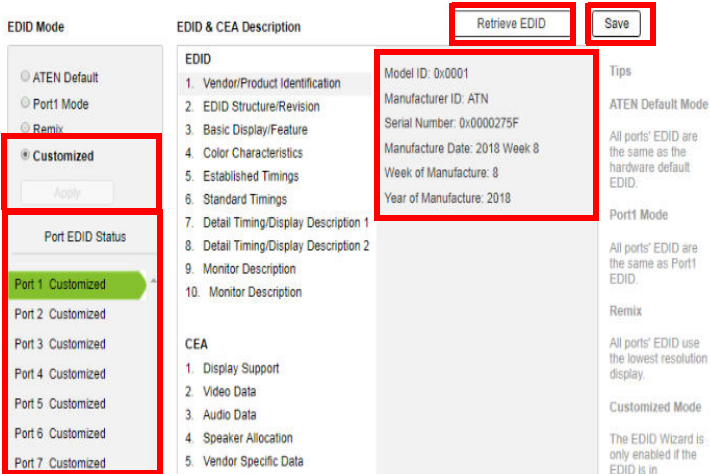 EDID Mode
ATEN Default
Port1 Mode
Remix
Customized
Apply
Port EDID Status
Port 1 Customized
Port 2 Customized
Port 3 Customized
Port 4 Customized
Port 5 Customized
Port 6 Customized
Port 7 Customized
EDID & CEA Description
Retrieve EDID
Save
EDID
1. Vendor/Product Identification
2. EDID Structure/Revision
3. Basic Display/Feature
4. Color Characteristics
5. Established Timings
6. Standard Timings
7. Detail Timing/Display Description 1
8. Detail Timing/Display Description 2
9. Monitor Description
10. Monitor Description
CEA
1. Display Support
2. Video Data
3. Audio Data
4. Speaker Allocation
5. Vendor Specific Data
Model ID: 0x0001
Manufacturer ID: ATN
Serial Number: 0x0000275F
Manufacture Date: 2018 Week 8
Week of Manufacture: 8
Year of Manufacture: 2018
Tips
ATEN Default Mode
All ports' EDID are
the same as the
hardware default
EDID.
Port1 Mode
All ports' EDID are
the same as Port1
EDID.
Remix
All ports' EDID use
the lowest resolution
display.
Customized Mode
The EDID Wizard is
only enabled if the
EDID is in